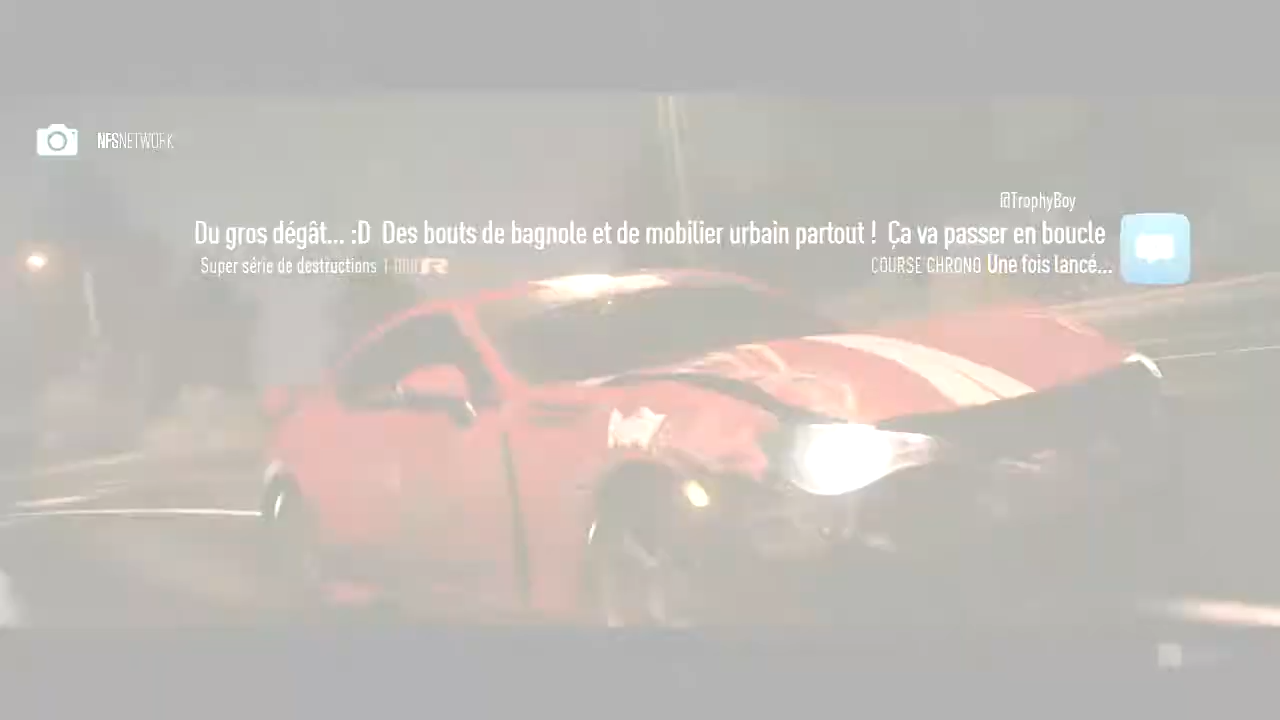 NFSNETWORK
@TrophyBoy
Du gros dégât... :D Des bouts de bagnole et de mobilier urbain partout ! Ça va passer en boucle
Super série de destructions
COURSE CHRONO Une fois lancé...